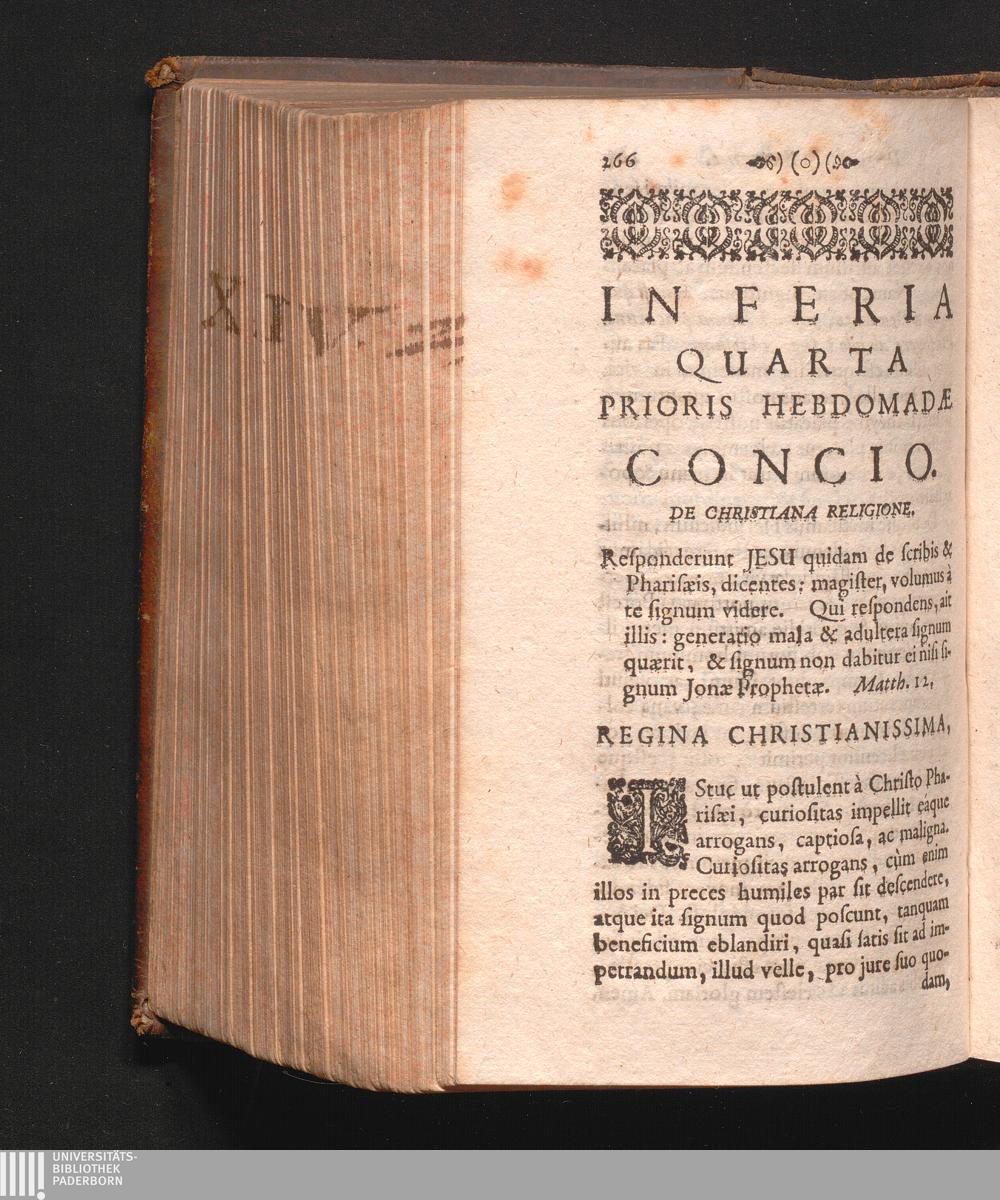 266 ) (o) (
IN FERIA
QUARTA
PRIORIS HEBDOMADÆ
CONCIO.
DE CHRISTIANA RELIGIONE.
Reſponderunt JESU quidam de ſcribis &
Phariſæis, dicentes: magiſter, volumus à
te ſignum videre. Qui reſpondens, ait
illis: generatio mala & adultera ſignum
quærit, & ſignum non dabitur ei niſi ſi-
gnum Jonæ Prophetæ. Matth. 12.
REGINA CHRISTIANISSIMA,
IStuc ut poſtulent à Chriſto Pha-
riſæi, curioſitas impellit eáque
arrogans, captioſa, ac maligna.
Curioſitas arrogans, cùm enim
illos in preces humiles par ſit deſcendere,
atque ita ſignum quod poſcunt, tanquam
beneficium eblandiri, quaſi ſatis ſit ad im-
petrandum, illud velle, pro jure ſuo quo-
dam,
UNIVERSITÄTS-
BIBLIOTHEK
PADERBORN